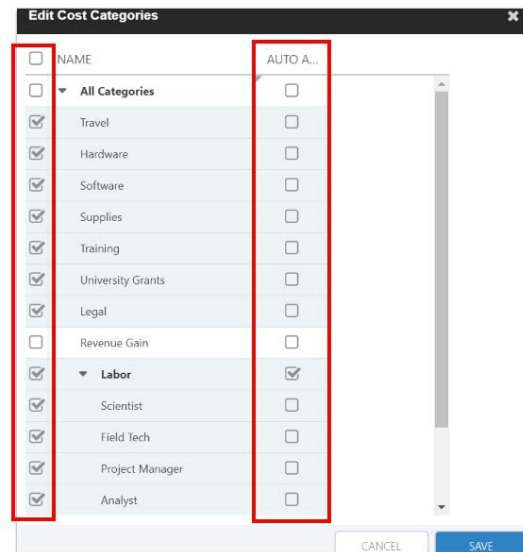 Edit Cost Categories
NAME AUTO A...
All Categories
Travel
Hardware
Software
Supplies
Training
University Grants
Legal
Revenue Gain
Labor
Scientist
Field Tech
Project Manager
Analyst
CANCEL SAVE